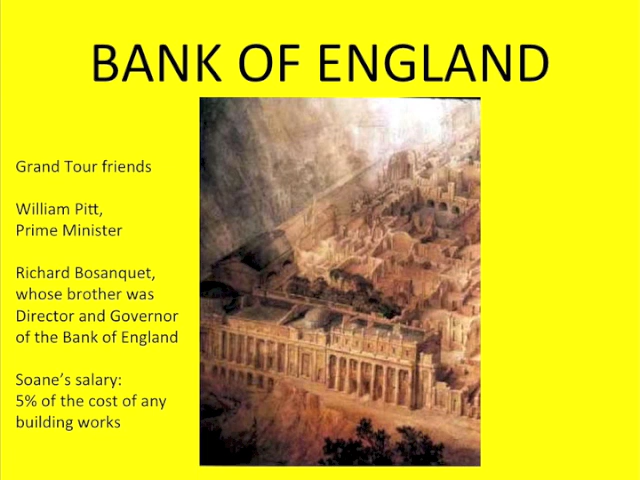 BANK OF ENGLAND
Grand Tour friends
William Pitt,
Prime Minister
Richard Bosanquet,
whose brother was
Director and Governor
of the Bank of England
Soane’s salary:
5% of the cost of any
building works